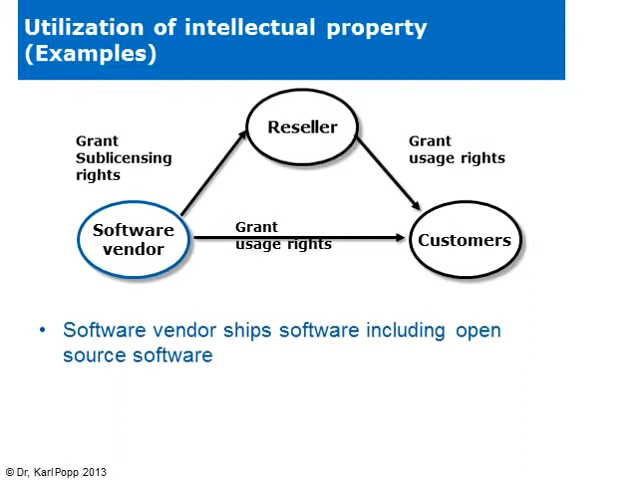 Utilization of intellectual property
(Examples)
Reseller
Grant
Sublicensing
rights
Grant
usage rights
Software
vendor
Grant
usage rights
Customers
• Software vendor ships software including open
source software
© Dr, Karl Popp 2013